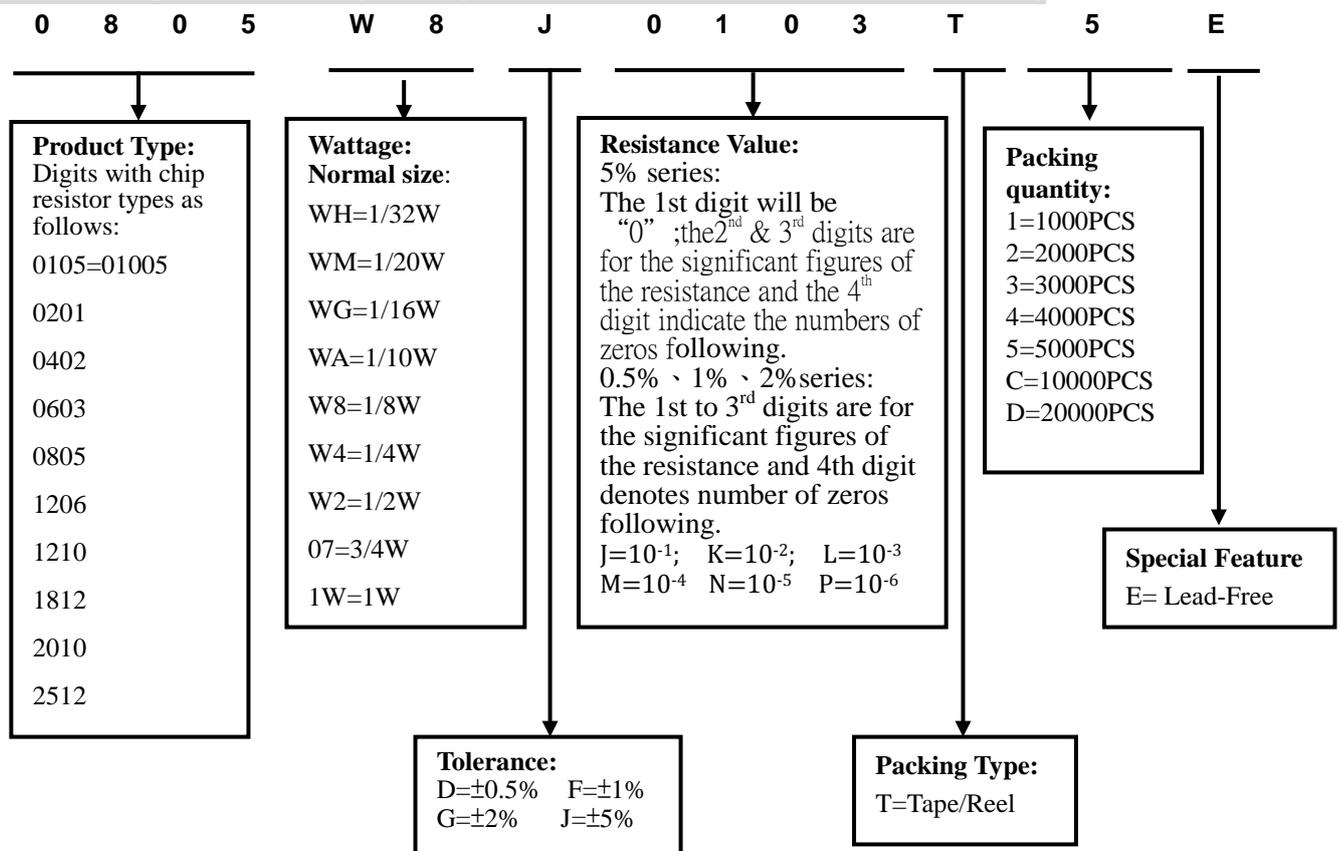 0 8 0 5 W 8 J 0 1 0 3 T 5 E
Product Type:
Digits with chip
resistor types as
follows:
0105=01005
0201
0402
0603
0805
1206
1210
1812
2010
2512
Wattage:
Normal size:
WH=1/32W
WM=1/20W
WG=1/16W
WA=1/10W
W8=1/8W
W4=1/4W
W2=1/2W
07=3/4W
1W=1W
Resistance Value:
5% series:
The 1st digit will be
“0” ;the2nd & 3rd digits are
for the significant figures of
the resistance and the 4th
digit indicate the numbers of
zeros following.
0.5%、1%、2%series:
The 1st to 3rd digits are for
the significant figures of
the resistance and 4th digit
denotes number of zeros
following.
J=10-1; K=10-2; L=10-3
M=10-4 N=10-5 P=10-6
Packing
quantity:
1=1000PCS
2=2000PCS
3=3000PCS
4=4000PCS
5=5000PCS
C=10000PCS
D=20000PCS
Special Feature
E= Lead-Free
Tolerance:
D=±0.5% F=±1%
G=±2% J=±5%
Packing Type:
T=Tape/Reel